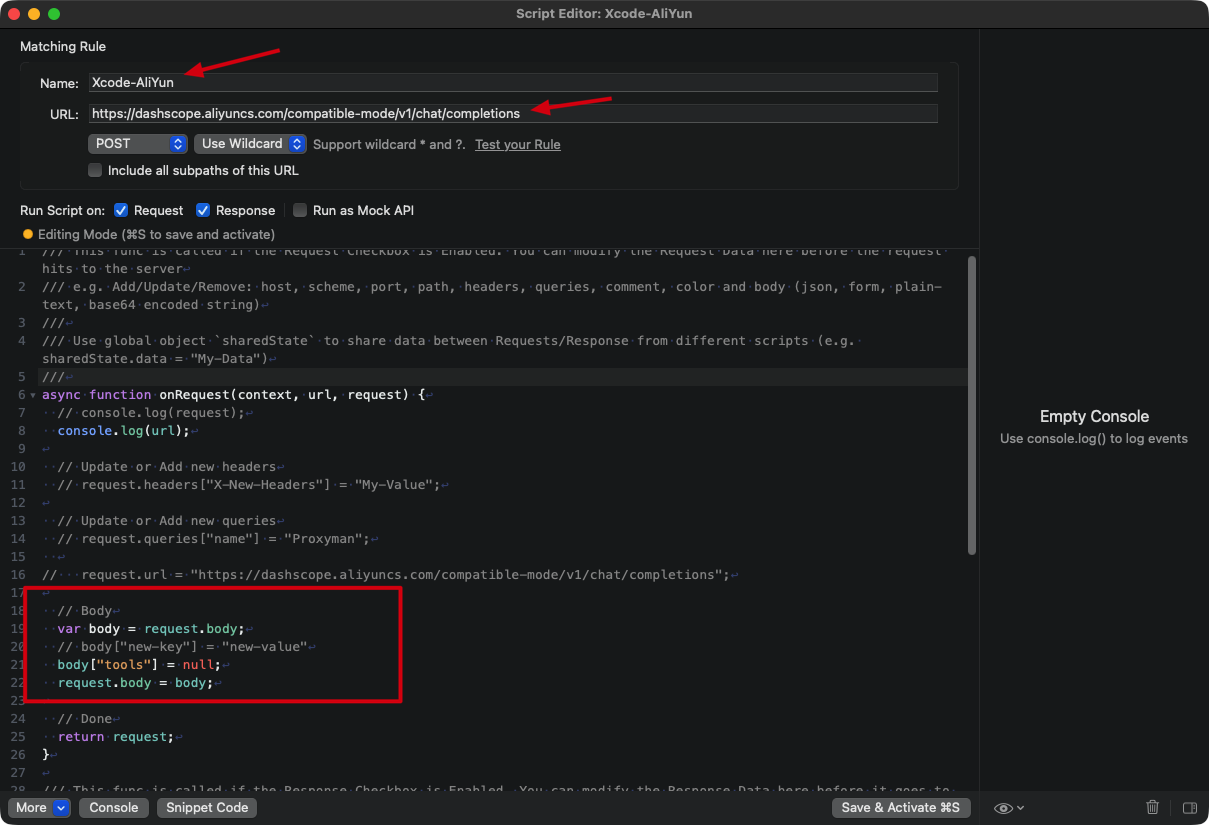 Script Editor: Xcode-AliYun
Matching Rule
Name: Xcode-AliYun
URL: https://dashscope.aliyuncs.com/compatible-mode/v1/chat/completions
POST Use Wildcard Support wildcard * and ?. Test your Rule
Include all subpaths of this URL
Run Script on: Request Response Run as Mock API
Editing Mode (⌘S to save and activate)
1 /// This func is called if the Request Checkbox is Enabled. You can modify the Request Data here before the request
hits to the server
2 /// e.g. Add/Update/Remove: host, scheme, port, path, headers, queries, comment, color and body (json, form, plain-
text, base64 encoded string)
3 ///
4 /// Use global object `sharedState` to share data between Requests/Response from different scripts (e.g.
sharedState.data = "My-Data")
5 ///
6 async function onRequest(context, url, request) {
7 // console.log(request);
8 console.log(url);
9
10 // Update or Add new headers
11 // request.headers["X-New-Headers"] = "My-Value";
12
13 // Update or Add new queries
14 // request.queries["name"] = "Proxyman";
15
16 // request.url = "https://dashscope.aliyuncs.com/compatible-mode/v1/chat/completions";
17
18 // Body
19 var body = request.body;
20 // body["new-key"] = "new-value"
21 body["tools"] = null;
22 request.body = body;
23
24 // Done
25 return request;
26 }
27
28 /// This func is called if the Response Checkbox is Enabled. You can modify the Response Data here before it goes to
Empty Console
Use console.log() to log events
More Console Snippet Code Save & Activate ⌘S